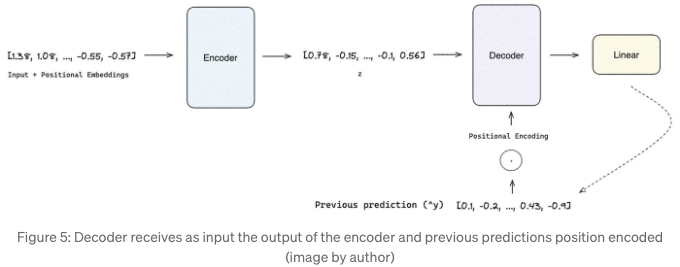 [1.38, 1.08, ..., -0.55, -0.57]
Input + Positional Embeddings
Encoder
[0.78, -0.15, ..., -0.1, 0.56]
z
Decoder
Linear
Positional Encoding
Previous prediction (^y) [0.1, -0.2, ..., 0.43, -0.9]
Figure 5: Decoder receives as input the output of the encoder and previous predictions position encoded
(image by author)